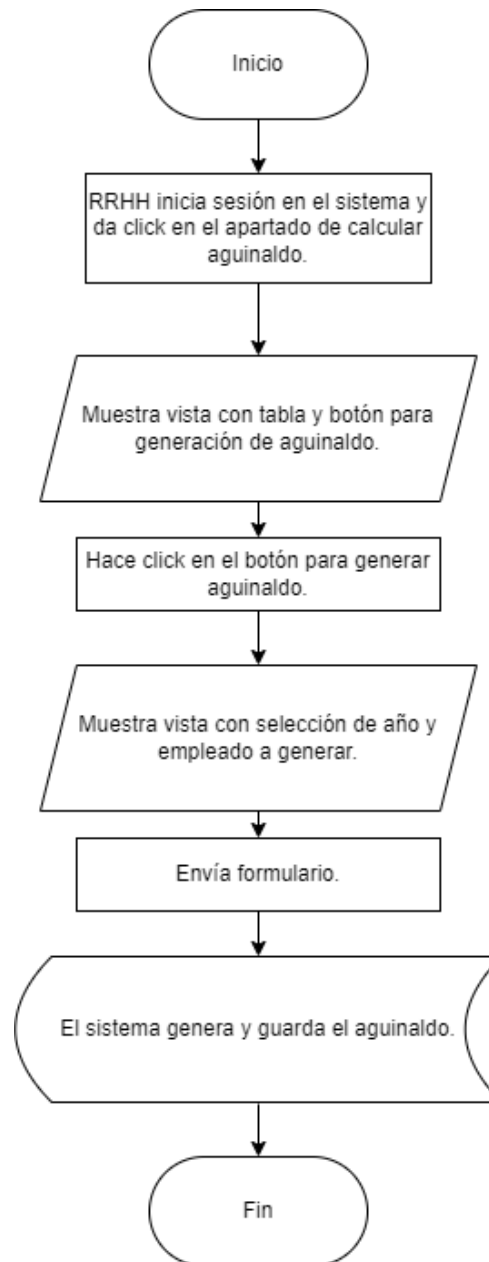 Inicio
RRHH inicia sesión en el sistema y
da click en el apartado de calcular
aguinaldo.
Muestra vista con tabla y botón para
generación de aguinaldo.
Hace click en el botón para generar
aguinaldo.
Muestra vista con selección de año y
empleado a generar.
Envía formulario.
El sistema genera y guarda el aguinaldo.
Fin